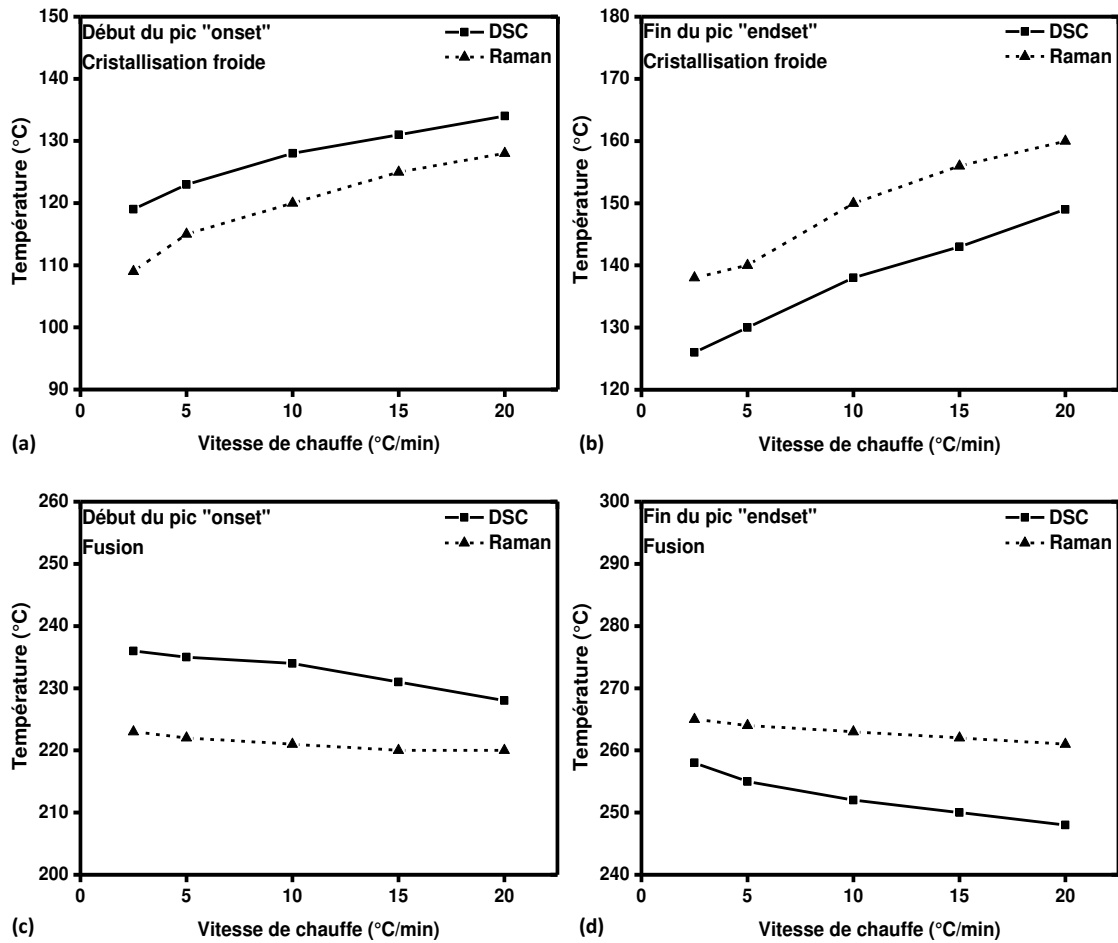 Début du pic "onset"
Cristallisation froide
DSC
Raman
150
140
130
120
110
100
90
0
5
10
15
20
Température (°C)
Vitesse de chauffe (°C/min)
(a)
Fin du pic "endset"
Cristallisation froide
DSC
Raman
180
170
160
150
140
130
120
0
5
10
15
20
Température (°C)
Vitesse de chauffe (°C/min)
(b)
Début du pic "onset"
Fusion
DSC
Raman
260
250
240
230
220
210
200
0
5
10
15
20
Température (°C)
Vitesse de chauffe (°C/min)
(c)
Fin du pic "endset"
Fusion
DSC
Raman
300
290
280
270
260
250
240
0
5
10
15
20
Température (°C)
Vitesse de chauffe (°C/min)
(d)